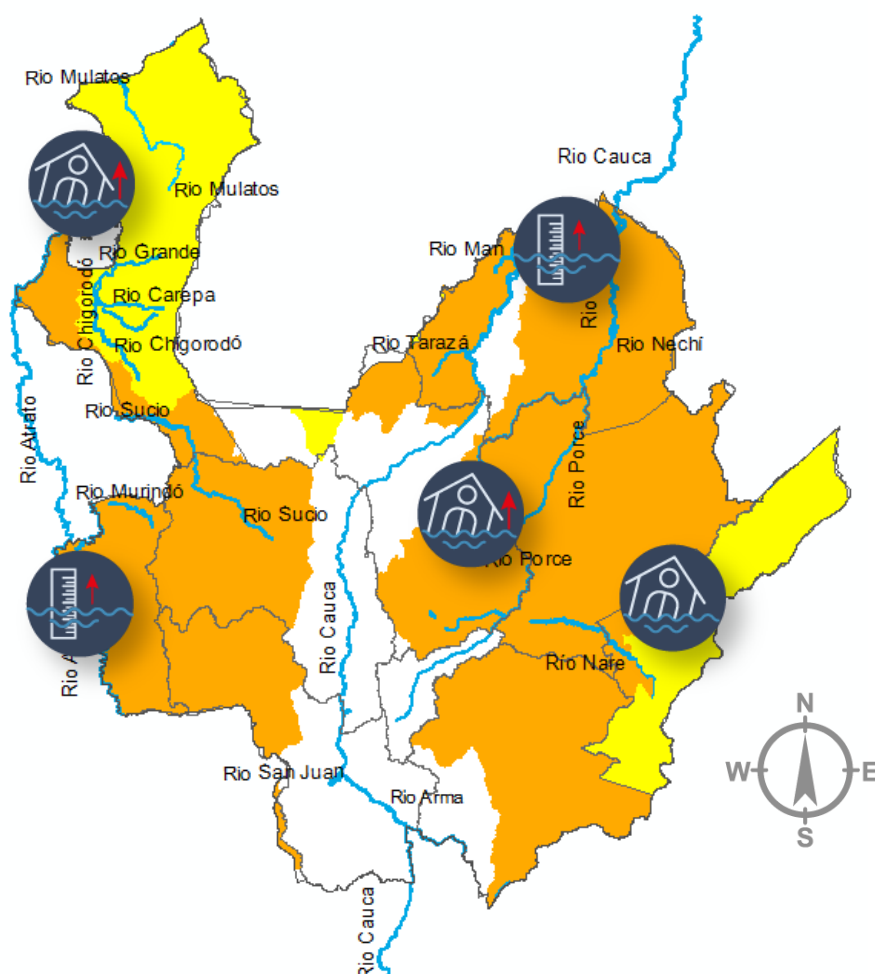 Rio Mulatos
Rio Cauca
Rio Mulatos
Rio Grande
Rio Man
Rio Carepa
Rio Chigorodó
Rio Chigorodó
Rio Tarazá
Rio Nechí
Rio
Rio Sucio
Rio Atrato
Rio Porce
Rio Murindó
Rio Sucio
Rio Porce
Rio Cauca
Rio A
Río Nare
Rio San Juan
Rio Arma
Rio Cauca
N
W
E
S